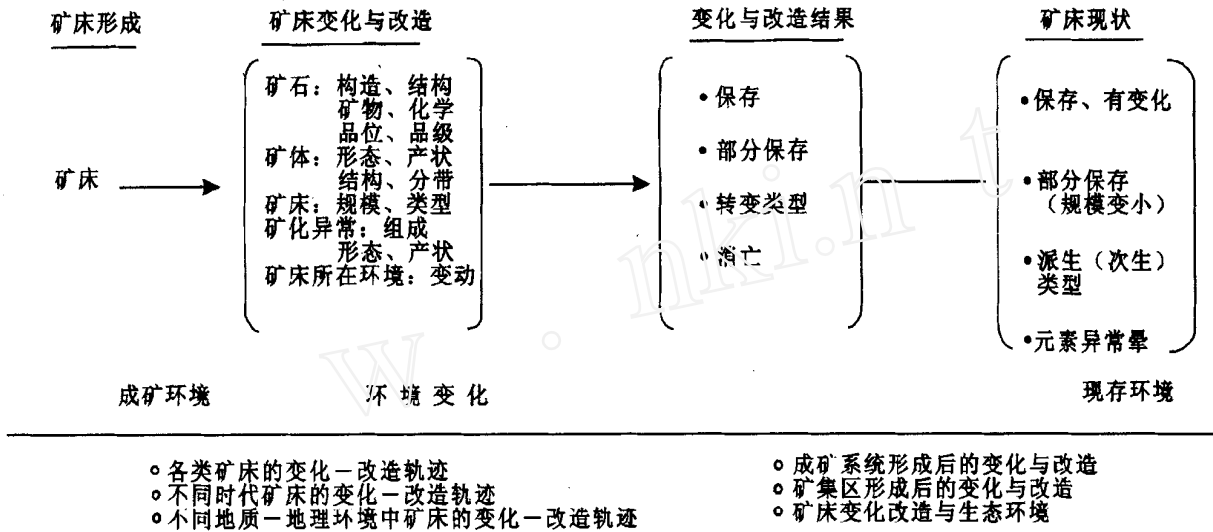 矿床形成 矿床变化与改造 变化与改造结果 矿床现状
矿石：构造、结构
矿物、化学
品位、品级
矿体：形态、产状
结构、分带
矿床：规模、类型
矿化异常：组成
形态、产状
矿床所在环境：变动
矿床
• 保存
• 部分保存
• 转变类型
• 消亡
•保存、有变化
•部分保存
（规模变小）
•派生（次生）
类型
•元素异常晕
成矿环境 环境变化 现存环境
∘各类矿床的变化－改造轨迹
∘不同时代矿床的变化－改造轨迹
∘不同地质－地理环境中矿床的变化－改造轨迹
∘成矿系统形成后的变化与改造
∘矿集区形成后的变化与改造
∘矿床变化改造与生态环境
w . nki.n t